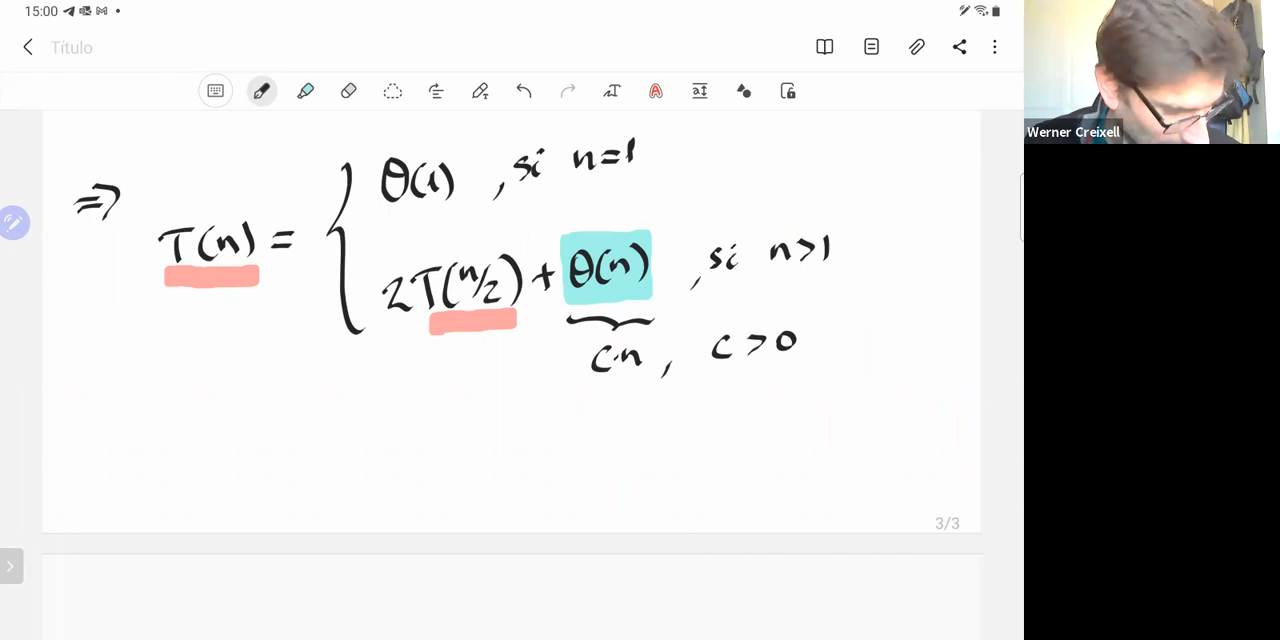 15:00
Título
⇒ T(n) = { Θ(1) , si n=1
2T(n/2) + Θ(n) , si n>1
c·n , c > 0
3/3
Werner Creixell